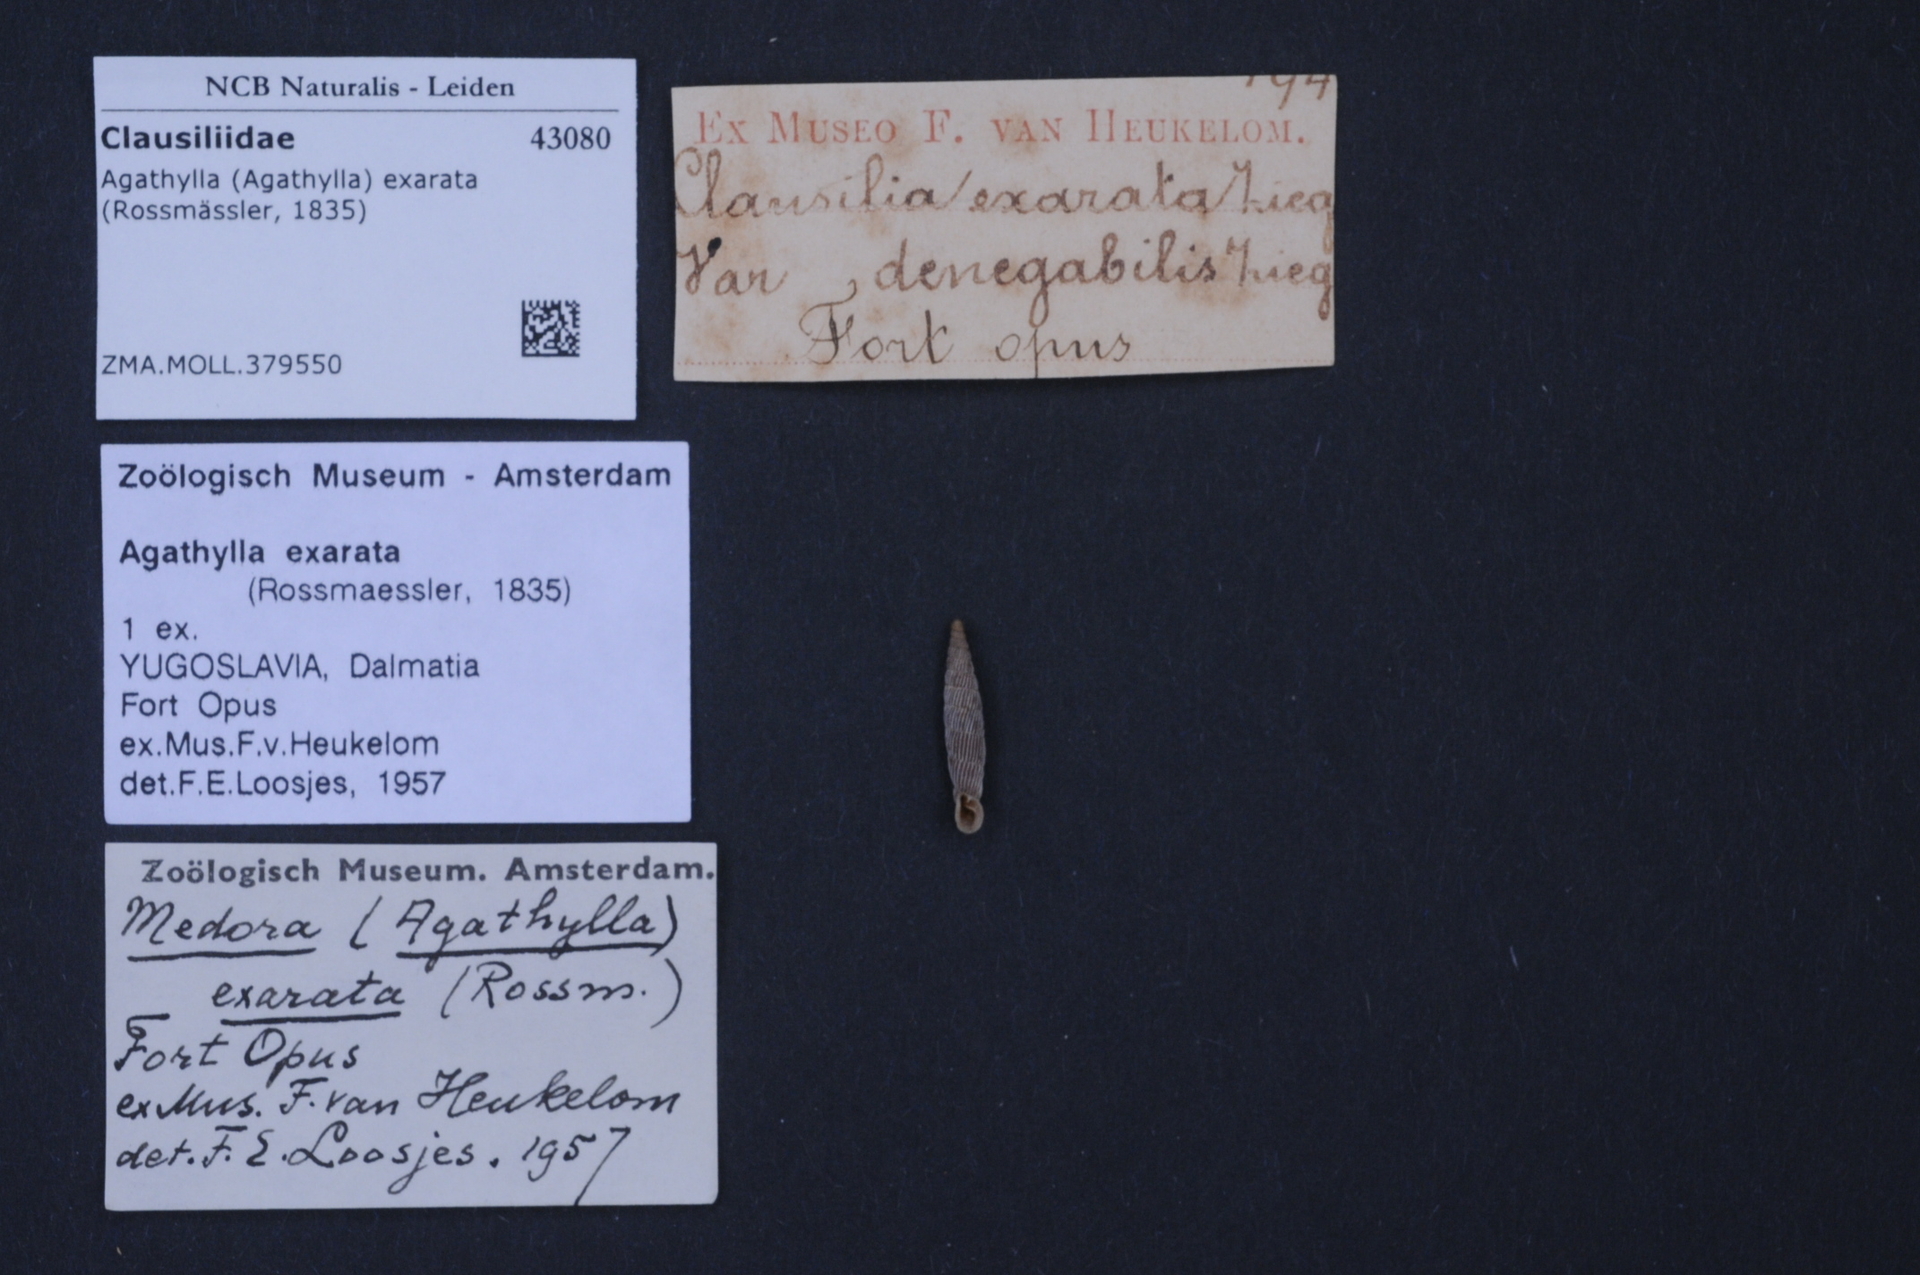 NCB Naturalis - Leiden
Clausiliidae 43080
Agathylla (Agathylla) exarata
(Rossmässler, 1835)
ZMA.MOLL.379550
Ex Museo F. van Heukelom.
Clausilia exarata Zieg
Var denegabilis Zieg
Fort opus
Zoölogisch Museum - Amsterdam
Agathylla exarata
(Rossmaessler, 1835)
1 ex.
YUGOSLAVIA, Dalmatia
Fort Opus
ex.Mus.F.v.Heukelom
det.F.E.Loosjes, 1957
Zoölogisch Museum. Amsterdam.
Medora (Agathylla)
exarata (Rossm.)
Fort Opus
ex Mus. F. van Heukelom
det. F. E. Loosjes. 1957